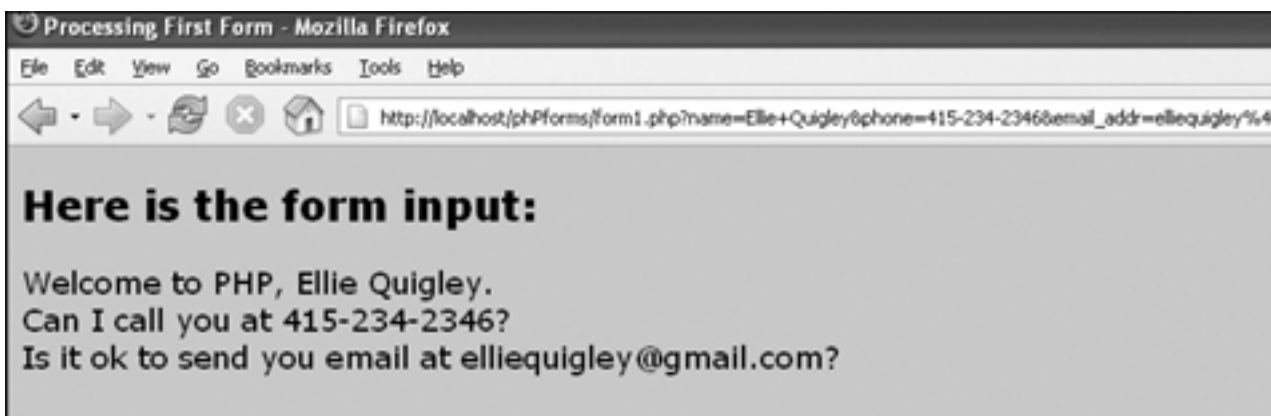 Processing First Form - Mozilla Firefox
File Edit View Go Bookmarks Tools Help
http://localhost/phPforms/form1.php?name=Ellie+Quigley&phone=415-234-2346&email_addr=elliequigley%4
Here is the form input:
Welcome to PHP, Ellie Quigley.
Can I call you at 415-234-2346?
Is it ok to send you email at elliequigley@gmail.com?